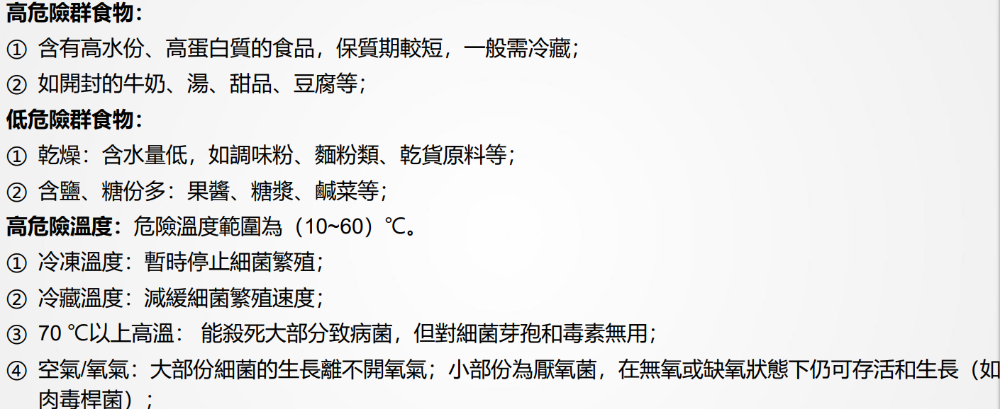 高危險群食物：
① 含有高水份、高蛋白質的食品，保質期較短，一般需冷藏；
② 如開封的牛奶、湯、甜品、豆腐等；
低危險群食物：
① 乾燥：含水量低，如調味粉、麵粉類、乾貨原料等；
② 含鹽、糖份多：果醬、糖漿、鹹菜等；
高危險溫度：危險溫度範圍為（10~60）℃。
① 冷凍溫度：暫時停止細菌繁殖；
② 冷藏溫度：減緩細菌繁殖速度；
③ 70 ℃以上高溫： 能殺死大部分致病菌，但對細菌芽孢和毒素無用；
④ 空氣/氧氣：大部份細菌的生長離不開氧氣；小部份為厭氧菌，在無氧或缺氧狀態下仍可存活和生長（如
肉毒桿菌）；